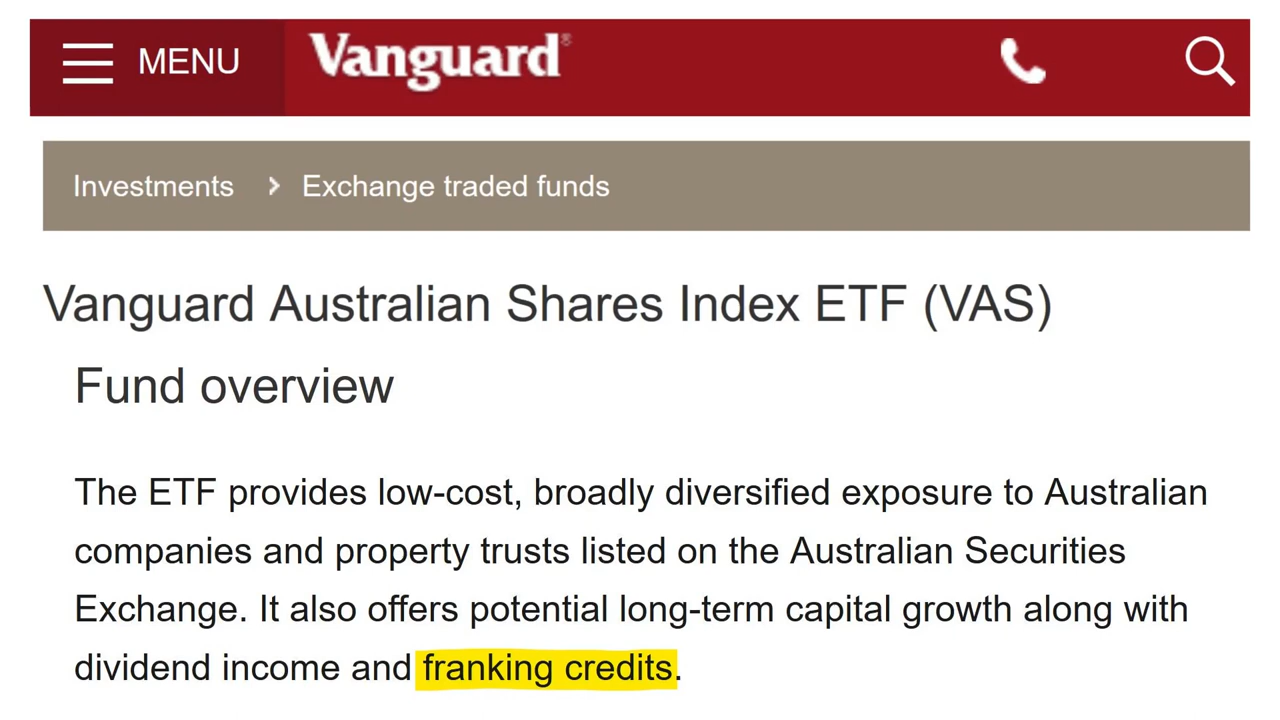 MENU Vanguard®
Investments > Exchange traded funds
Vanguard Australian Shares Index ETF (VAS)
Fund overview
The ETF provides low-cost, broadly diversified exposure to Australian
companies and property trusts listed on the Australian Securities
Exchange. It also offers potential long-term capital growth along with
dividend income and franking credits.